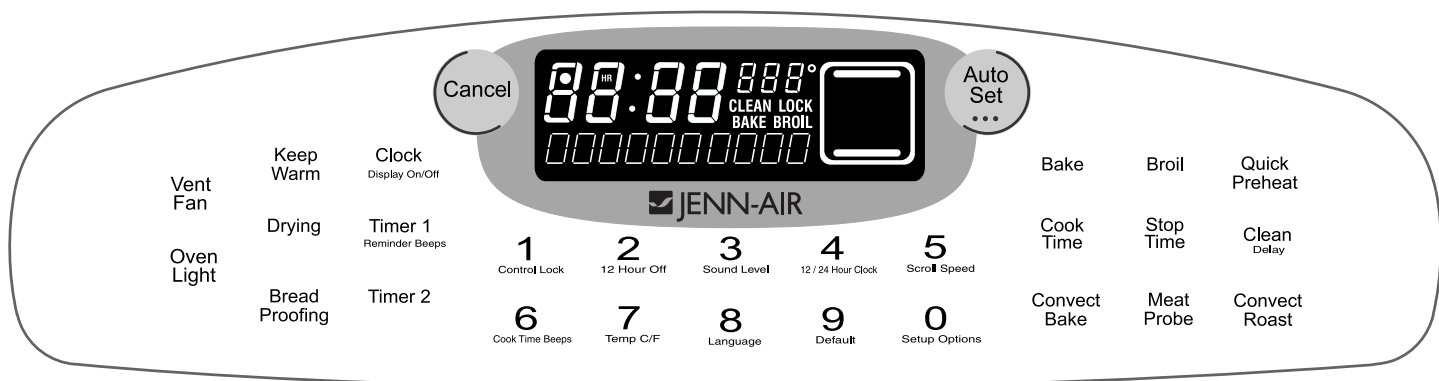 Cancel
88:88
HR
888°
CLEAN LOCK
BAKE BROIL
Auto
Set
JENN-AIR
Vent
Fan
Oven
Light
Keep
Warm
Drying
Bread
Proofing
Clock
Display On/Off
Timer 1
Reminder Beeps
Timer 2
1
Control Lock
2
12 Hour Off
3
Sound Level
4
12 / 24 Hour Clock
5
Scroll Speed
6
Cook Time Beeps
7
Temp C/F
8
Language
9
Default
0
Setup Options
Bake
Broil
Quick
Preheat
Cook
Time
Stop
Time
Clean
Delay
Convect
Bake
Meat
Probe
Convect
Roast